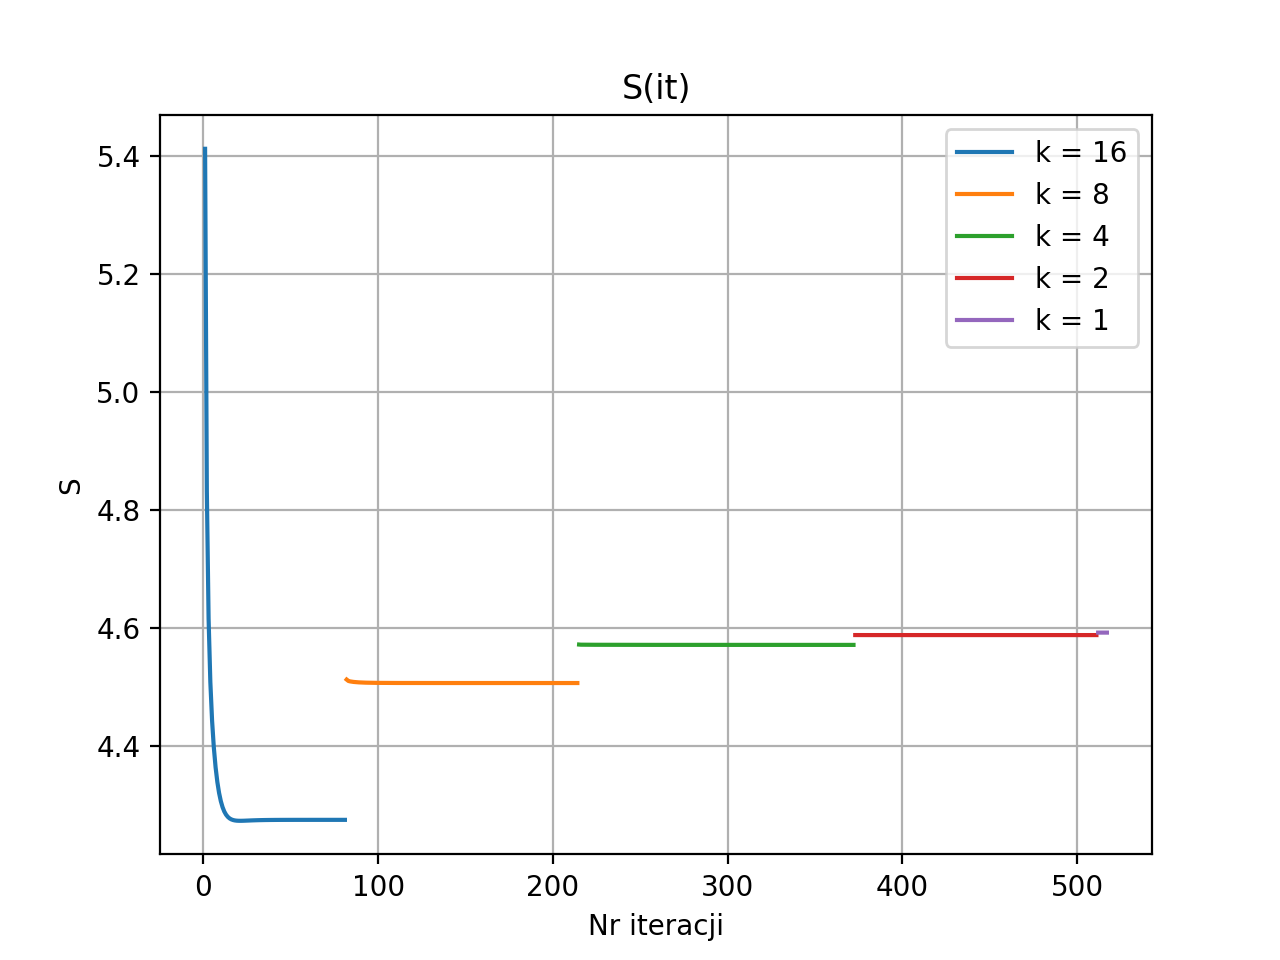 S(it)
5.4
5.2
5.0
4.8
4.6
4.4
S
k = 16
k = 8
k = 4
k = 2
k = 1
0 100 200 300 400 500
Nr iteracji